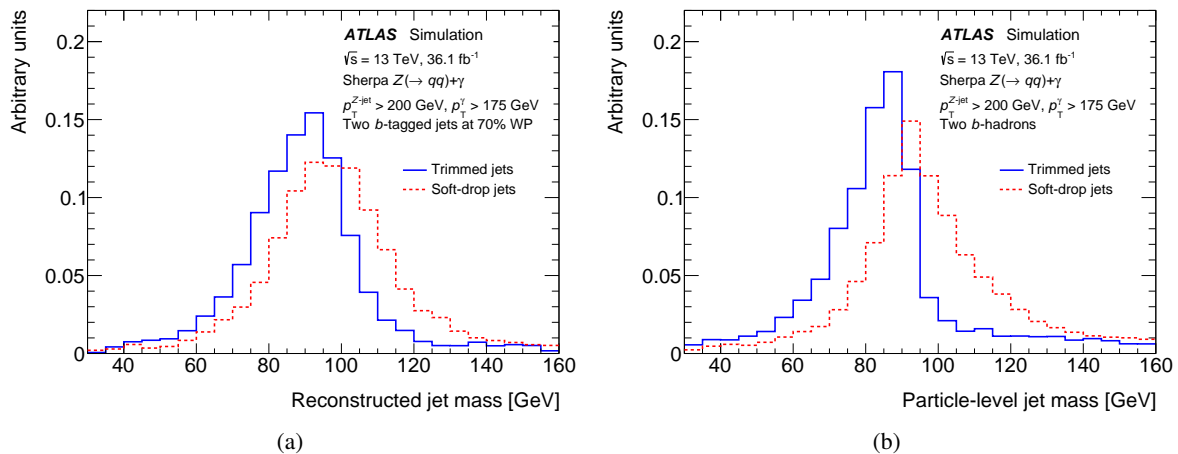 Arbitrary units
0.2
0.15
0.1
0.05
0
ATLAS Simulation
√s = 13 TeV, 36.1 fb⁻¹
Sherpa Z(→ qq)+γ
p_T^{Z-jet} > 200 GeV, p_T^γ > 175 GeV
Two b-tagged jets at 70% WP
Trimmed jets
Soft-drop jets
40 60 80 100 120 140 160
Reconstructed jet mass [GeV]
(a)
Arbitrary units
0.2
0.15
0.1
0.05
0
ATLAS Simulation
√s = 13 TeV, 36.1 fb⁻¹
Sherpa Z(→ qq)+γ
p_T^{Z-jet} > 200 GeV, p_T^γ > 175 GeV
Two b-hadrons
Trimmed jets
Soft-drop jets
40 60 80 100 120 140 160
Particle-level jet mass [GeV]
(b)